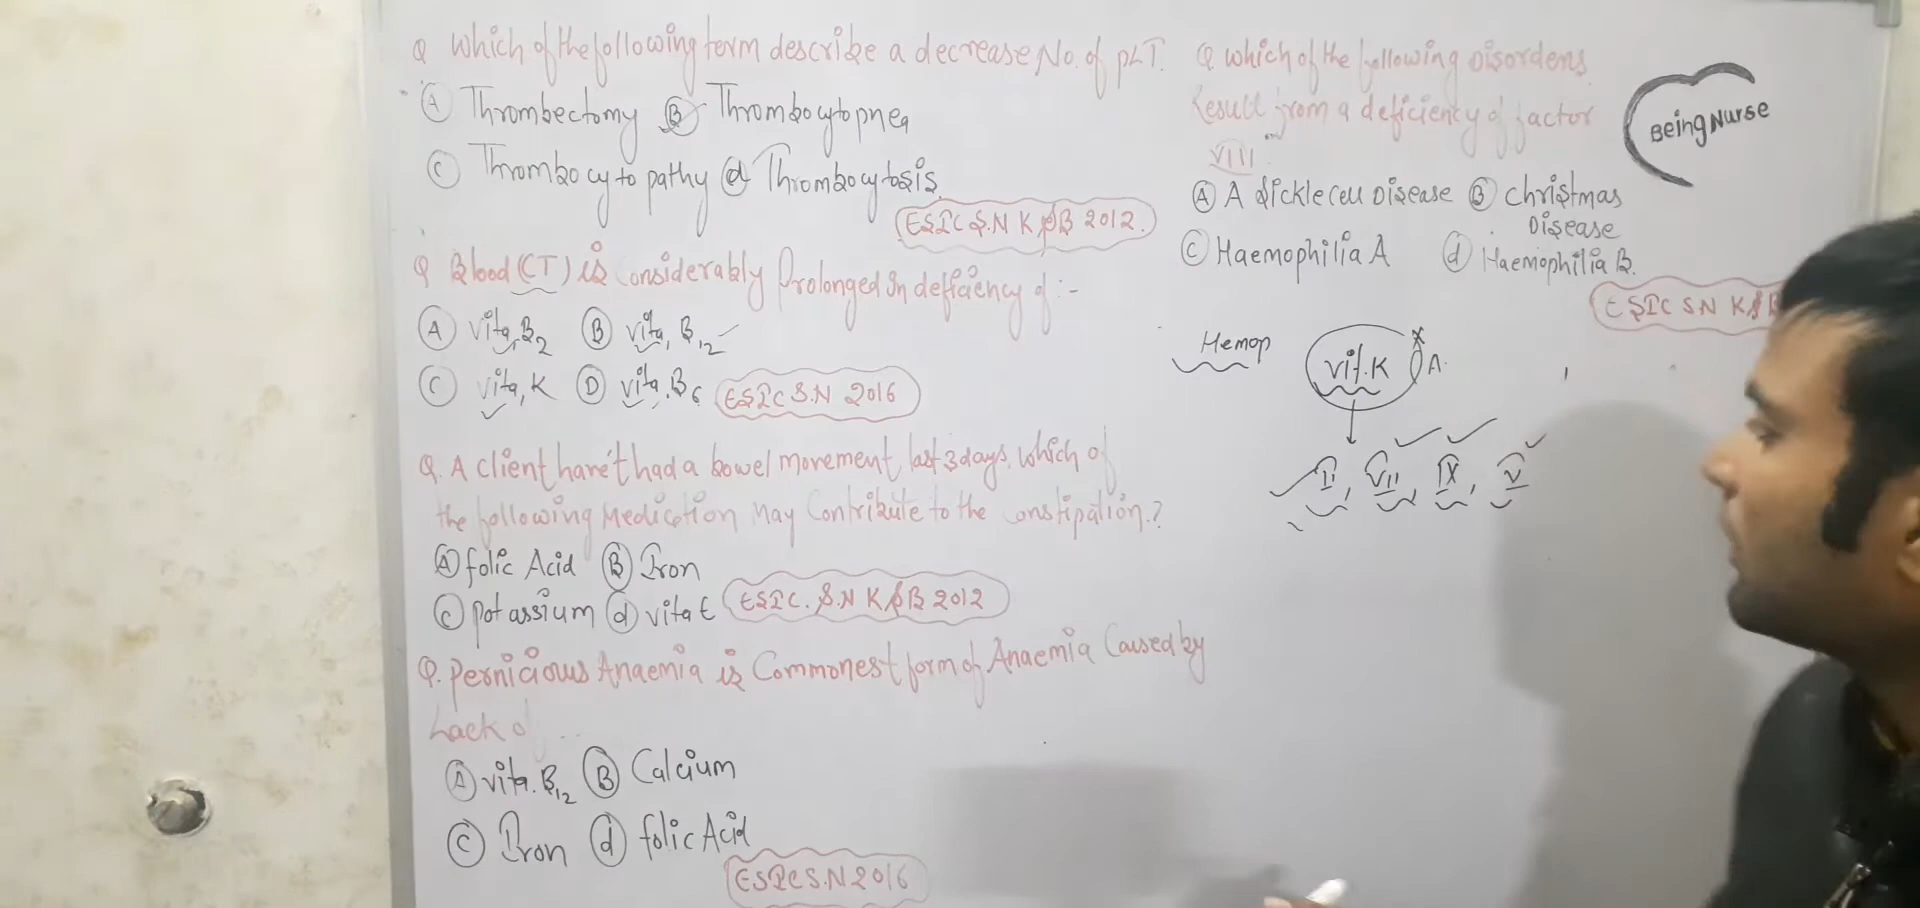 Q Which of the following term describe a decrease No. of PLT.
A Thrombectomy B Thrombocytopnea
C Thrombocytopathy d Thrombocytosis
ESIC S.N K/B 2012.
Q Blood (CT) is Considerably Prolonged In deficiency of :-
A Vita, B2 B Vita, B12
C Vita, K D Vita. B6 ESIC S.N 2016
Q. A client have't had a bowel movement last 3 days, which of
the following Medication May Contribute to the Constipation.?
A folic Acid B Iron
C potassium d vita E ESIC. S.N K/B 2012
Q. Pernicious Anaemia is Commonest form of Anaemia Caused by
Lack of ..
A vita. B12 B Calcium
C Iron d folic Acid
ESIC S.N 2016
Q which of the following Disorders
Result from a deficiency of factor
VIII
A A Sickle cell Disease B Christmas
Disease
C Haemophilia A d Haemophilia B.
ESIC SN
Hemop
Vit. K A.
II, VII, IX, V
Being Nurse